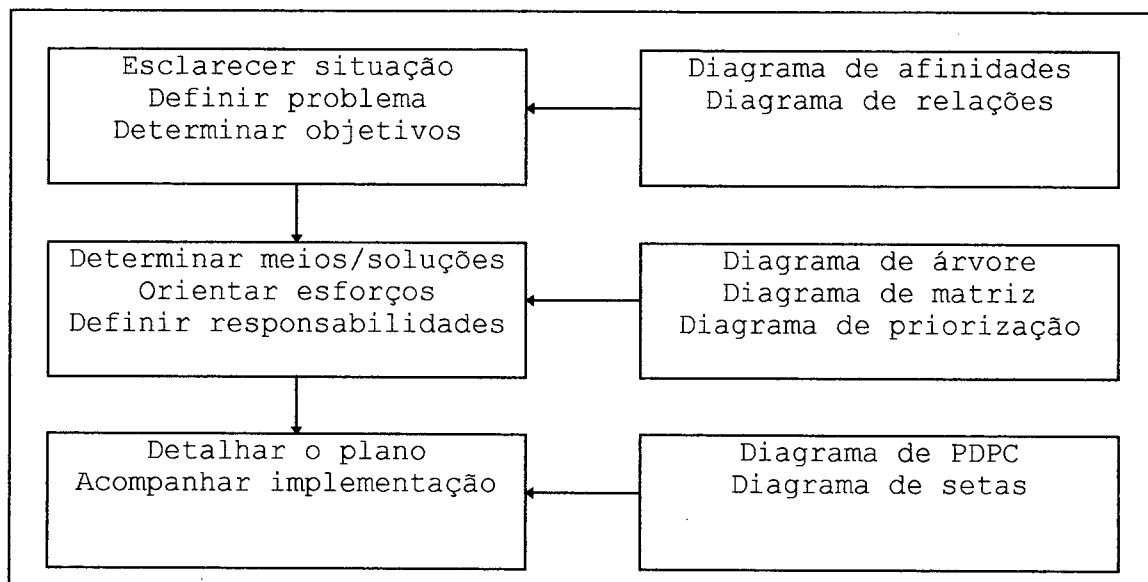 Esclarecer situação
Definir problema
Determinar objetivos
Diagrama de afinidades
Diagrama de relações
Determinar meios/soluções
Orientar esforços
Definir responsabilidades
Diagrama de árvore
Diagrama de matriz
Diagrama de priorização
Detalhar o plano
Acompanhar implementação
Diagrama de PDPC
Diagrama de setas